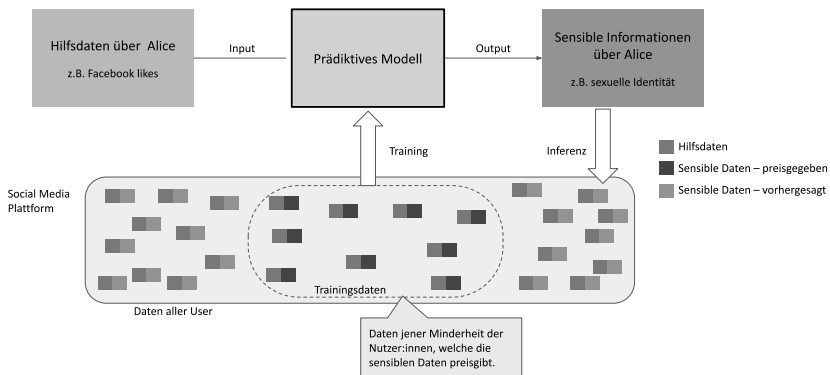 Hilfsdaten über Alice
z.B. Facebook likes
Input
Prädiktives Modell
Output
Sensible Informationen
über Alice
z.B. sexuelle Identität
Training
Inferenz
Hilfsdaten
Sensible Daten – preisgegeben
Sensible Daten – vorhergesagt
Social Media
Plattform
Trainingsdaten
Daten aller User
Daten jener Minderheit der
Nutzer:innen, welche die
sensiblen Daten preisgibt.